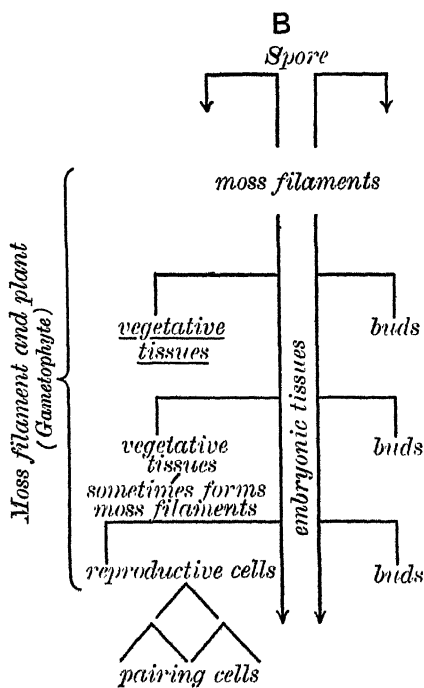 B
Spore
moss filaments
Moss filament and plant
(Gametophyte)
vegetative
tissues
buds
embryonic tissues
vegetative
tissues
sometimes forms
moss filaments
buds
reproductive cells
buds
pairing cells